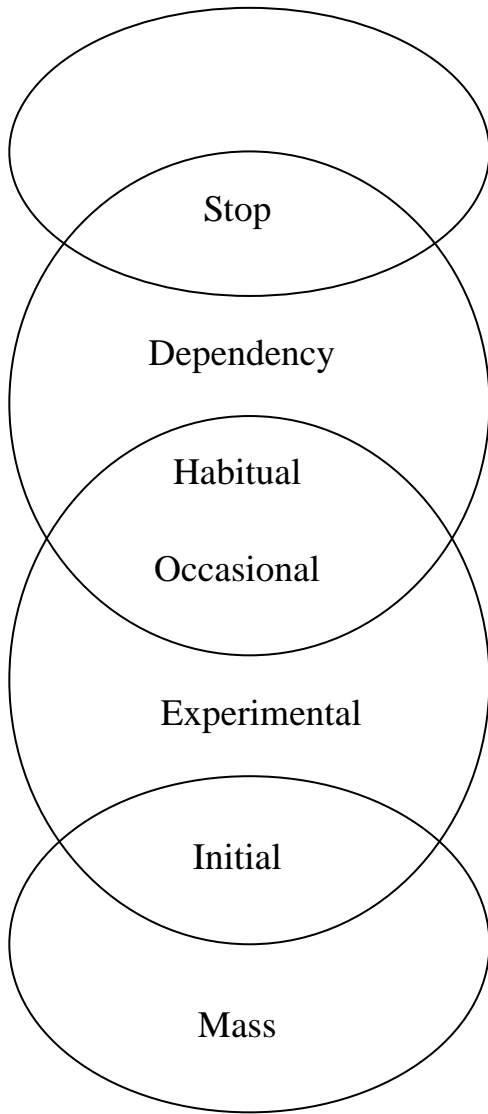 Stop
Dependency
Habitual
Occasional
Experimental
Initial
Mass